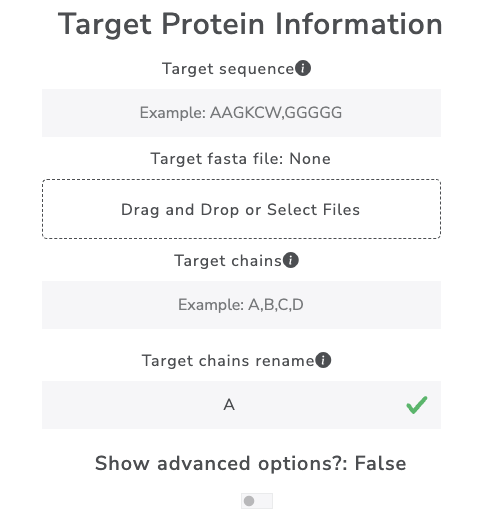 Target Protein Information
Target sequence
Example: AAGKCW,GGGGG
Target fasta file: None
Drag and Drop or Select Files
Target chains
Example: A,B,C,D
Target chains rename
A
Show advanced options?: False